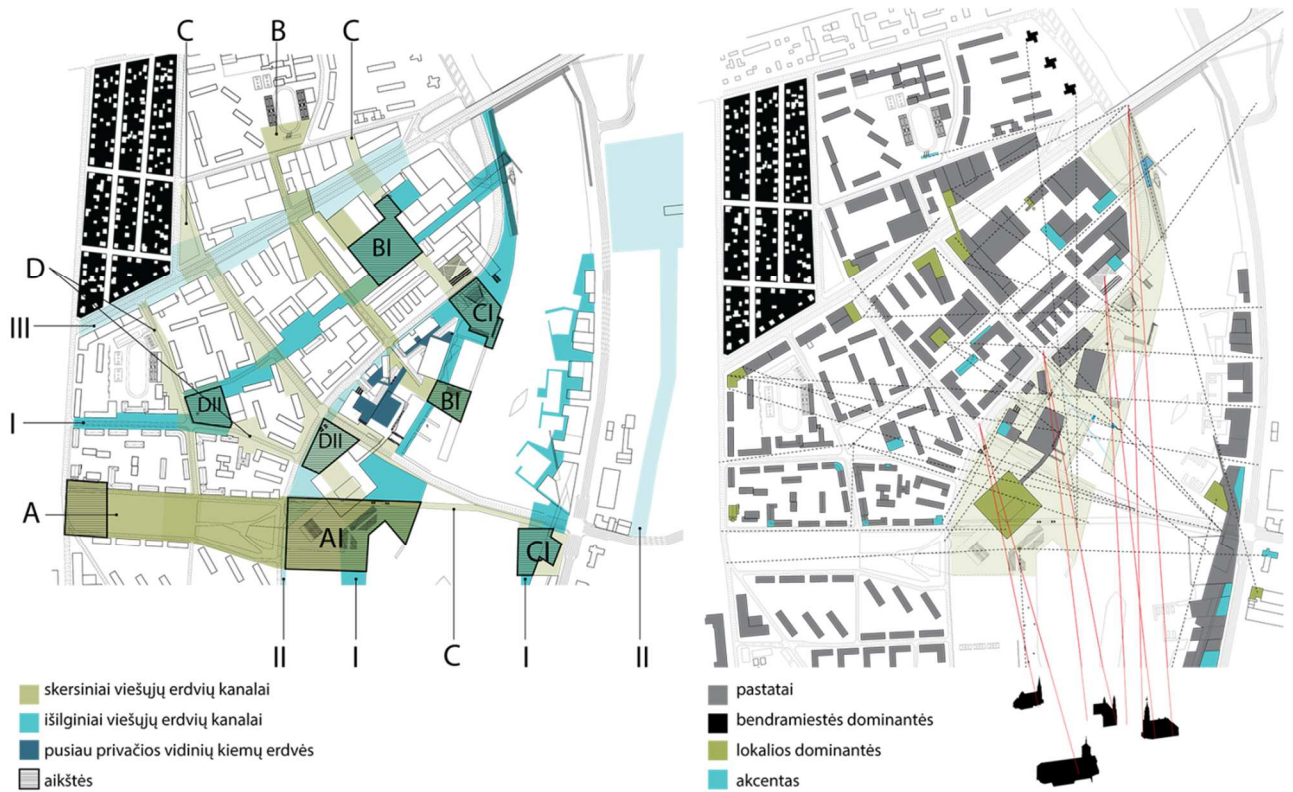 C B C
D
III
I
A
BI
CI
BI
DII
DII
AI
CI
II I C I II
skersiniai viešųjų erdvių kanalai
išilginiai viešųjų erdvių kanalai
pusiau privačios vidinių kiemų erdvės
aikštės
pastatai
bendramiestės dominantės
lokalios dominantės
akcentas